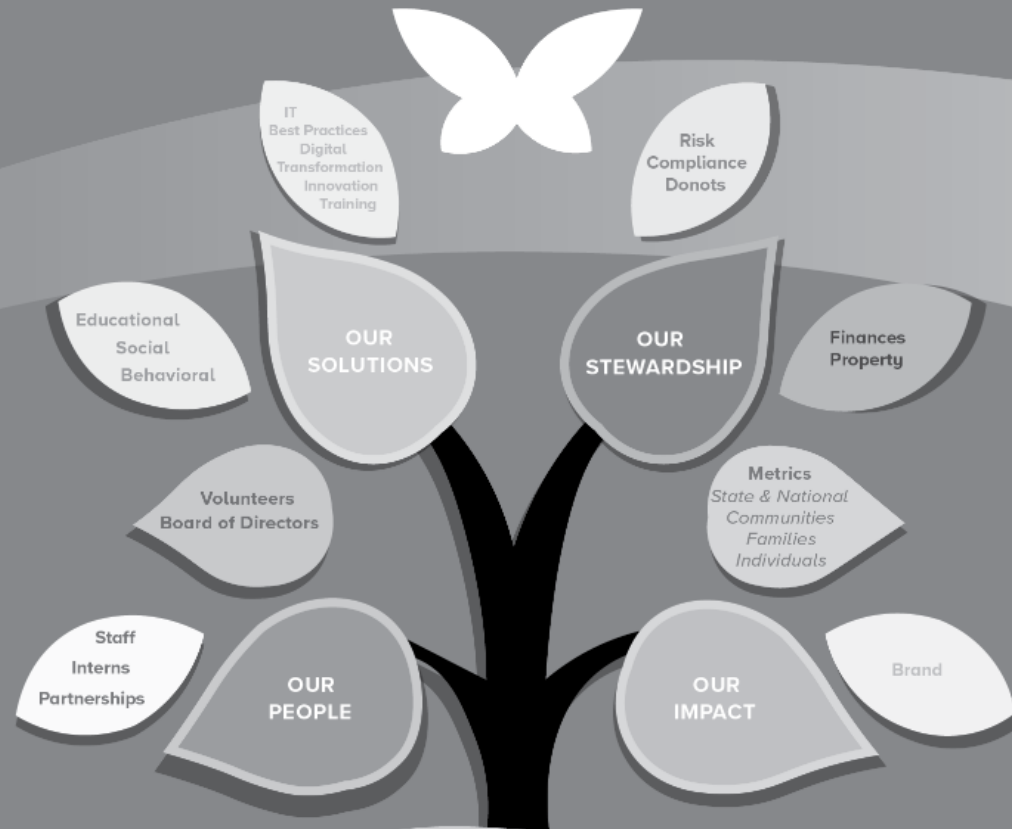 IT
Best Practices
Digital
Transformation
Innovation
Training
Risk
Compliance
Donots
OUR
SOLUTIONS
OUR
STEWARDSHIP
Educational
Social
Behavioral
Finances
Property
Volunteers
Board of Directors
Metrics
State & National
Communities
Families
Individuals
Staff
Interns
Partnerships
OUR
PEOPLE
OUR
IMPACT
Brand